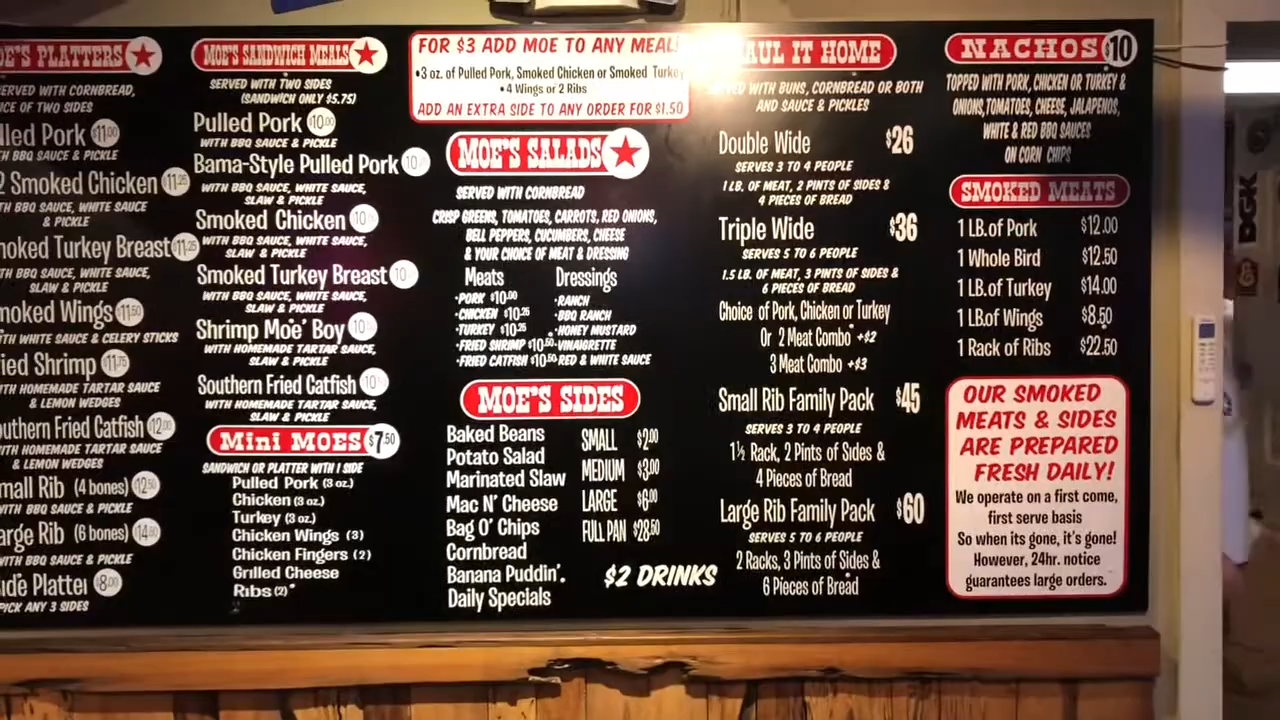 OE'S PLATTERS
SERVED WITH CORNBREAD,
ICE OF TWO SIDES
lled Pork $11.00
TH BBQ SAUCE & PICKLE
2 Smoked Chicken $11.25
TH BBQ SAUCE, WHITE SAUCE
& PICKLE
moked Turkey Breast $11.25
WITH BBQ SAUCE, WHITE SAUCE,
SLAW & PICKLE
moked Wings $11.50
TH WHITE SAUCE & CELERY STICKS
ied Shrimp $11.75
TH HOMEMADE TARTAR SAUCE
& LEMON WEDGES
uthern Fried Catfish $12.00
TH HOMEMADE TARTAR SAUCE
& LEMON WEDGES
mall Rib (4 bones) $12.50
WITH BBQ SAUCE & PICKLE
arge Rib (6 bones)
WITH BBQ SAUCE & PICKLE
ide Platter $8.00
PICK ANY 3 SIDES
MOE'S SANDWICH MEALS
SERVED WITH TWO SIDES
(SANDWICH ONLY $5.75)
Pulled Pork $10.00
WITH BBQ SAUCE & PICKLE
Bama-Style Pulled Pork
WITH BBQ SAUCE, WHITE SAUCE,
SLAW & PICKLE
Smoked Chicken
WITH BBQ SAUCE, WHITE SAUCE,
SLAW & PICKLE
Smoked Turkey Breast
WITH BBQ SAUCE, WHITE SAUCE,
SLAW & PICKLE
Shrimp Moe' Boy
WITH HOMEMADE TARTAR SAUCE,
SLAW & PICKLE
Southern Fried Catfish
WITH HOMEMADE TARTAR SAUCE,
SLAW & PICKLE
Mini MOES $7.50
SANDWICH OR PLATTER WITH 1 SIDE
Pulled Pork (3 oz.)
Chicken (3 oz.)
Turkey (3 oz.)
Chicken Wings (3)
Chicken Fingers (2)
Grilled Cheese
Ribs (2)
FOR $3 ADD MOE TO ANY MEAL!
•3 oz. of Pulled Pork, Smoked Chicken or Smoked Turkey
• 4 Wings or 2 Ribs
ADD AN EXTRA SIDE TO ANY ORDER FOR $1.50
MOE'S SALADS
SERVED WITH CORNBREAD
CRISP GREENS, TOMATOES, CARROTS, RED ONIONS,
BELL PEPPERS, CUCUMBERS, CHEESE
& YOUR CHOICE OF MEAT & DRESSING
Meats Dressings
•PORK $10.00 •RANCH
•CHICKEN $10.25 •BBQ RANCH
•TURKEY $10.25 •HONEY MUSTARD
•FRIED SHRIMP $10.50 •VINAIGRETTE
•FRIED CATFISH $10.50 •RED & WHITE SAUCE
MOE'S SIDES
Baked Beans
Potato Salad
Marinated Slaw
Mac N' Cheese
Bag O' Chips
Cornbread
Banana Puddin'.
Daily Specials
SMALL $2.00
MEDIUM $3.00
LARGE $6.00
FULL PAN $28.50
$2 DRINKS
AUL IT HOME
WITH BUNS, CORNBREAD OR BOTH
AND SAUCE & PICKLES
Double Wide $26
SERVES 3 TO 4 PEOPLE
1 LB. OF MEAT, 2 PINTS OF SIDES &
4 PIECES OF BREAD
Triple Wide $36
SERVES 5 TO 6 PEOPLE
1.5 LB. OF MEAT, 3 PINTS OF SIDES &
6 PIECES OF BREAD
Choice of Pork, Chicken or Turkey
Or 2 Meat Combo +$2
3 Meat Combo +$3
Small Rib Family Pack $45
SERVES 3 TO 4 PEOPLE
1½ Rack, 2 Pints of Sides &
4 Pieces of Bread
Large Rib Family Pack $60
SERVES 5 TO 6 PEOPLE
2 Racks, 3 Pints of Sides &
6 Pieces of Bread
NACHOS $10
TOPPED WITH PORK, CHICKEN OR TURKEY &
ONIONS, TOMATOES, CHEESE, JALAPENOS,
WHITE & RED BBQ SAUCES
ON CORN CHIPS
SMOKED MEATS
1 LB. of Pork $12.00
1 Whole Bird $12.50
1 LB. of Turkey $14.00
1 LB. of Wings $8.50
1 Rack of Ribs $22.50
OUR SMOKED
MEATS & SIDES
ARE PREPARED
FRESH DAILY!
We operate on a first come,
first serve basis
So when its gone, it's gone!
However, 24hr. notice
guarantees large orders.
DGK